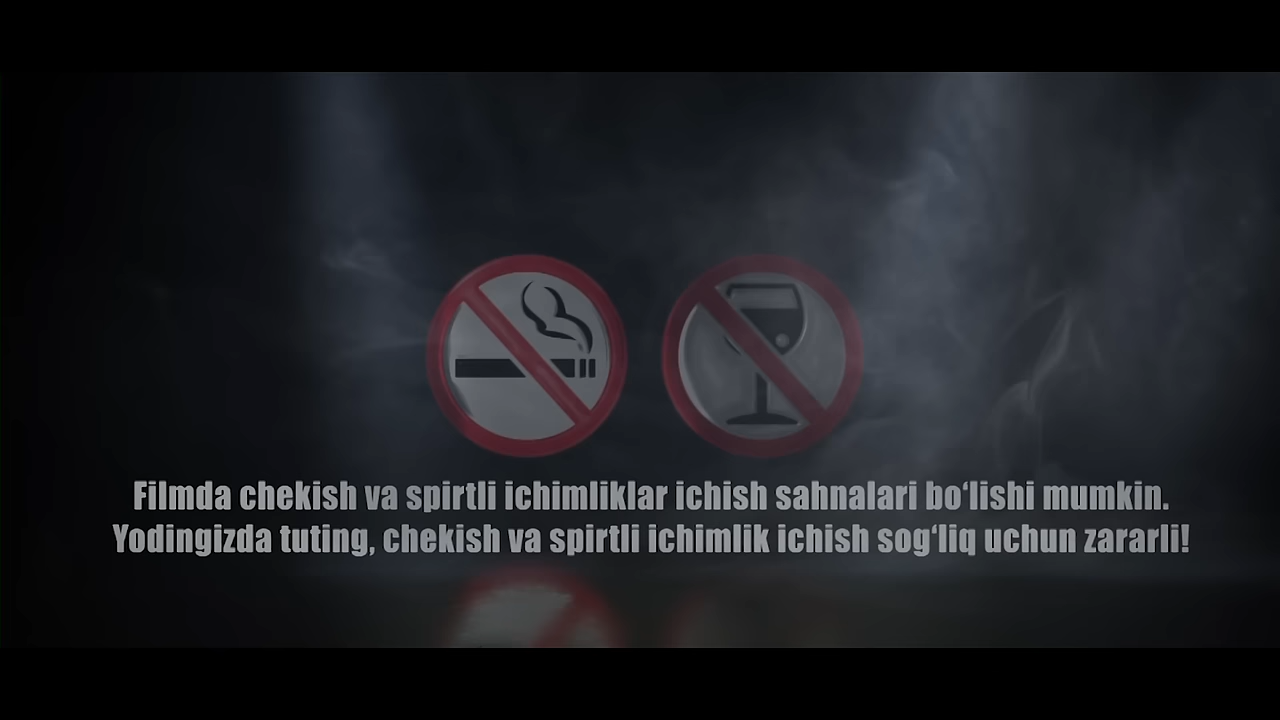 Filmda chekish va spirtli ichimliklar ichish sahnalari bo‘lishi mumkin.
Yodingizda tuting, chekish va spirtli ichimlik ichish sog‘liq uchun zararli!